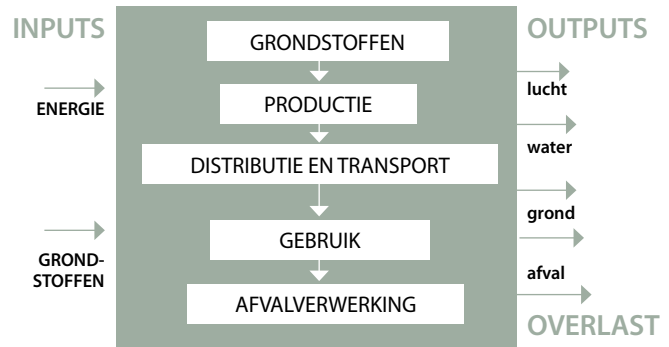 INPUTS
ENERGIE
GROND-
STOFFEN
GRONDSTOFFEN
PRODUCTIE
DISTRIBUTIE EN TRANSPORT
GEBRUIK
AFVALVERWERKING
OUTPUTS
lucht
water
grond
afval
OVERLAST